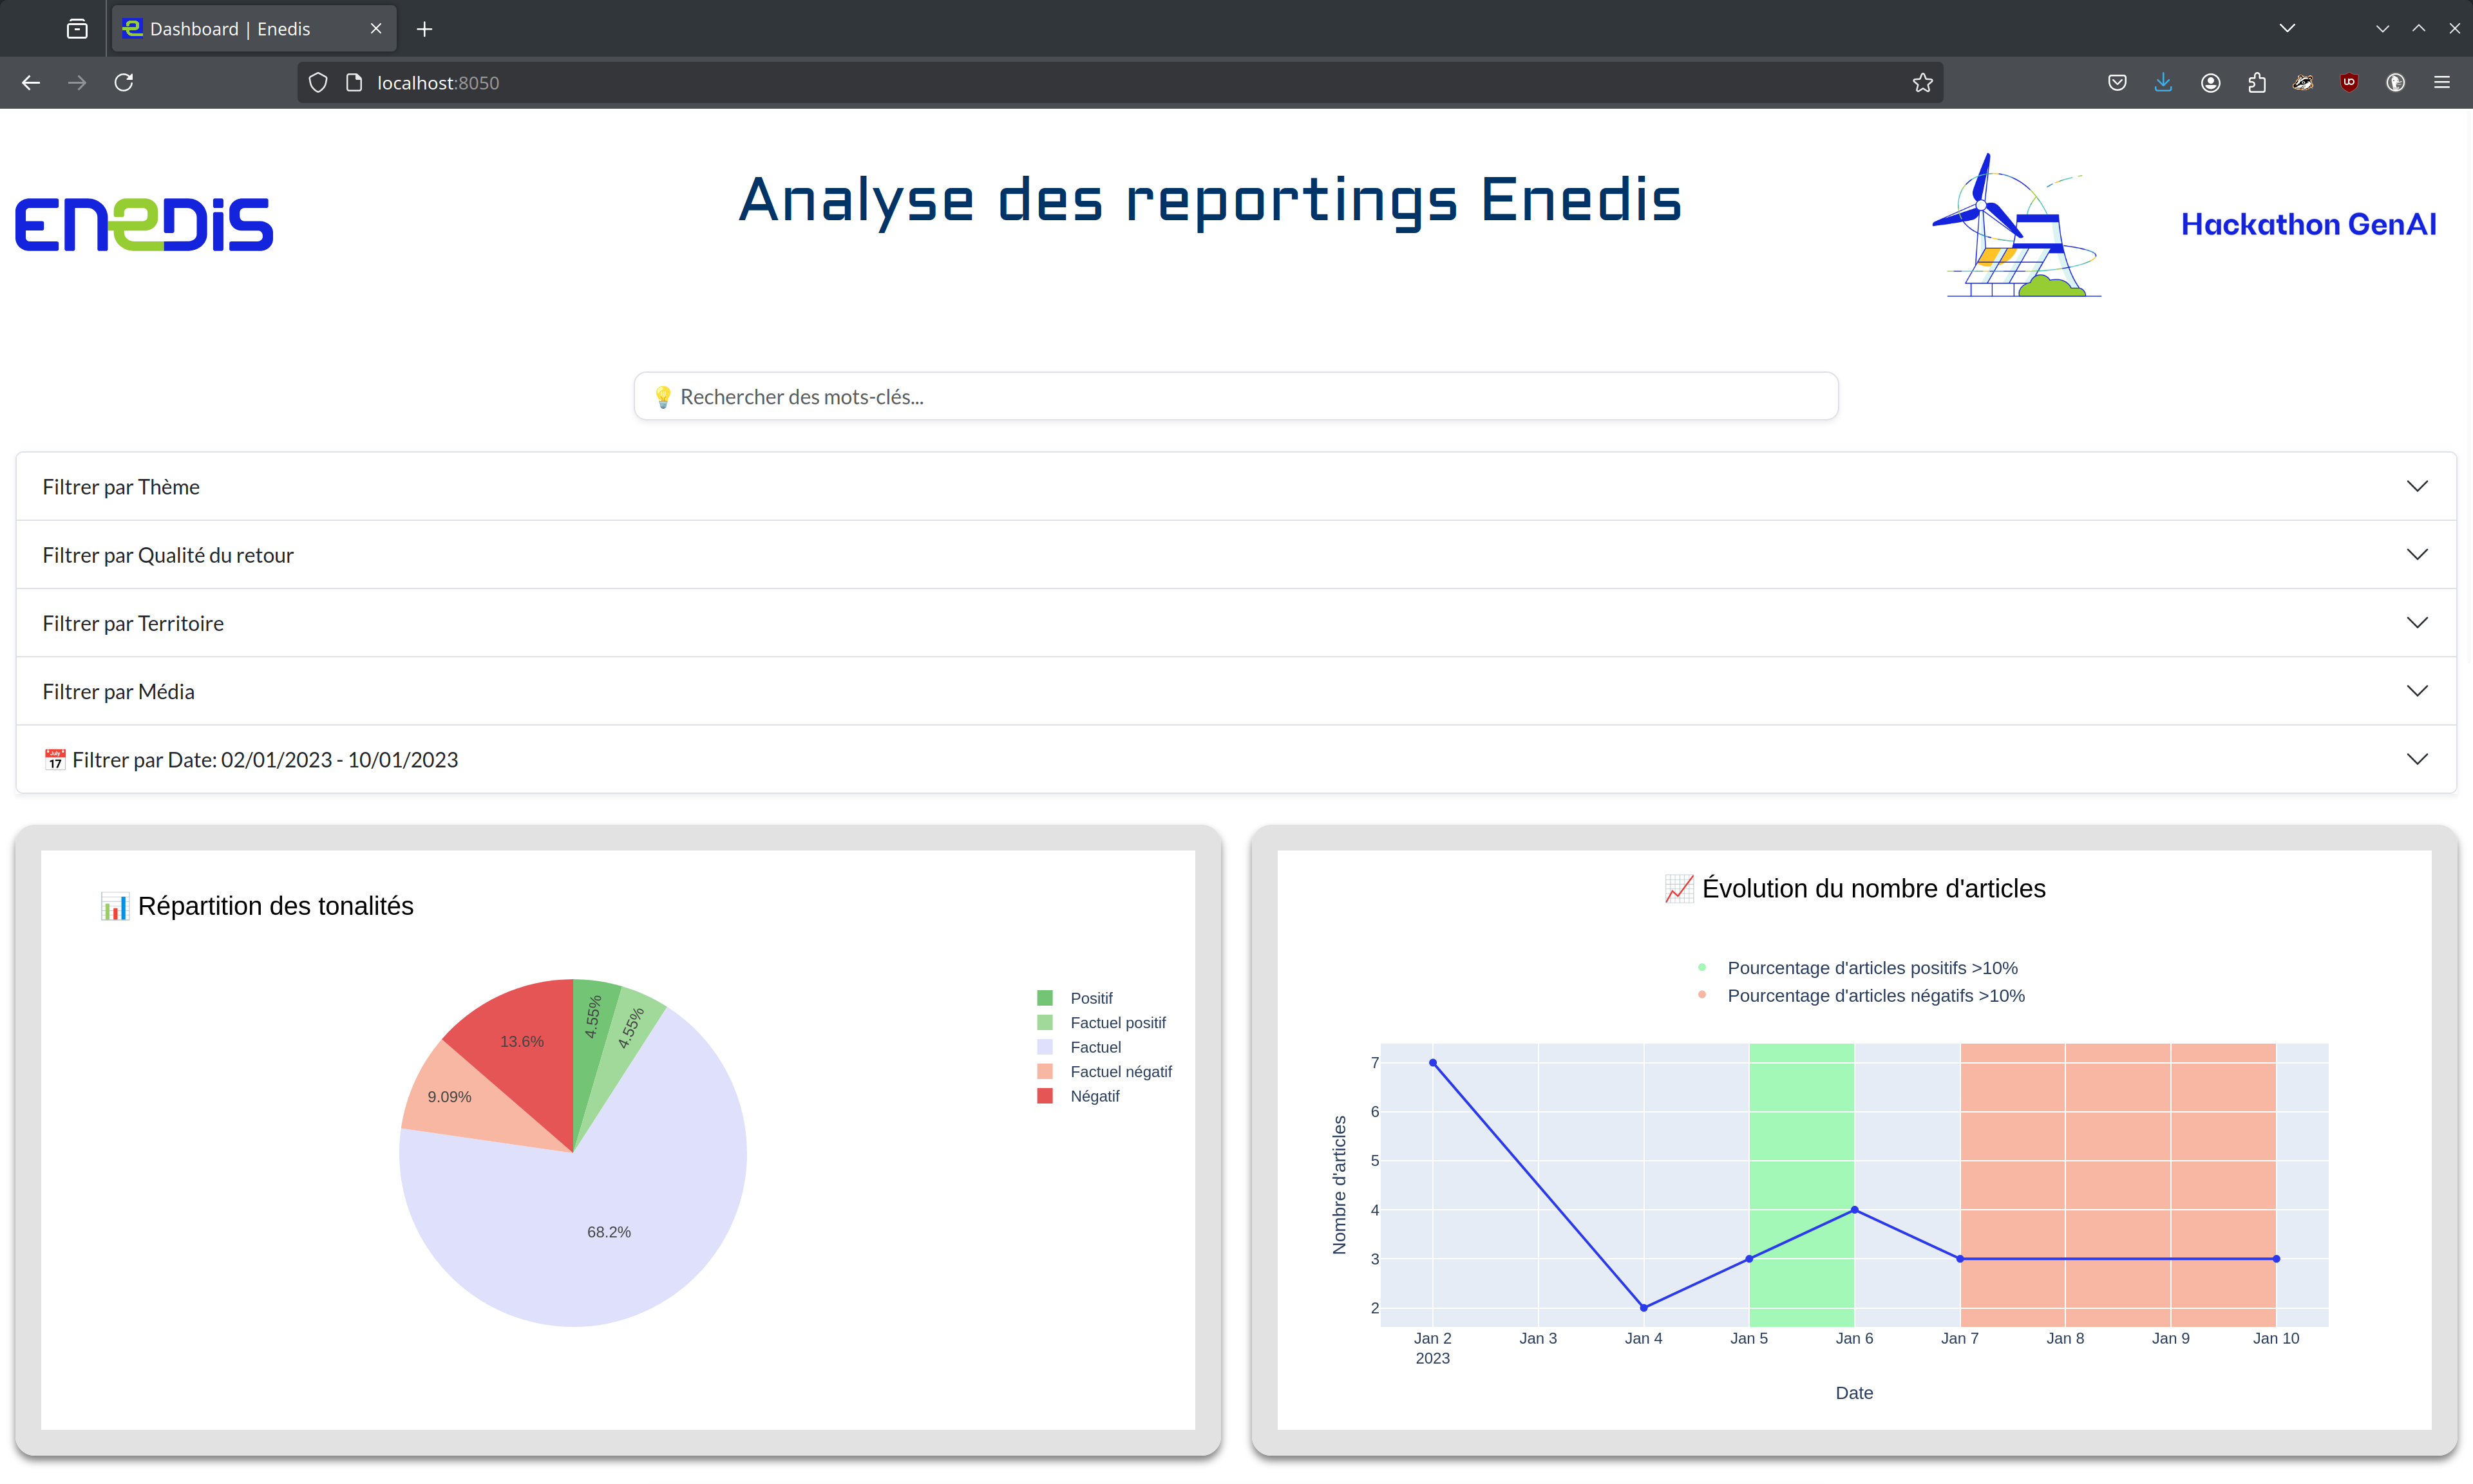 Dashboard | Enedis
localhost:8050
ENEDIS
Analyse des reportings Enedis
Hackathon GenAI
Rechercher des mots-clés...
Filtrer par Thème
Filtrer par Qualité du retour
Filtrer par Territoire
Filtrer par Média
Filtrer par Date: 02/01/2023 - 10/01/2023
Répartition des tonalités
4.55%
4.55%
13.6%
9.09%
68.2%
Positif
Factuel positif
Factuel
Factuel négatif
Négatif
Évolution du nombre d'articles
Pourcentage d'articles positifs >10%
Pourcentage d'articles négatifs >10%
Nombre d'articles
7
6
5
4
3
2
Jan 2 Jan 3 Jan 4 Jan 5 Jan 6 Jan 7 Jan 8 Jan 9 Jan 10
2023
Date